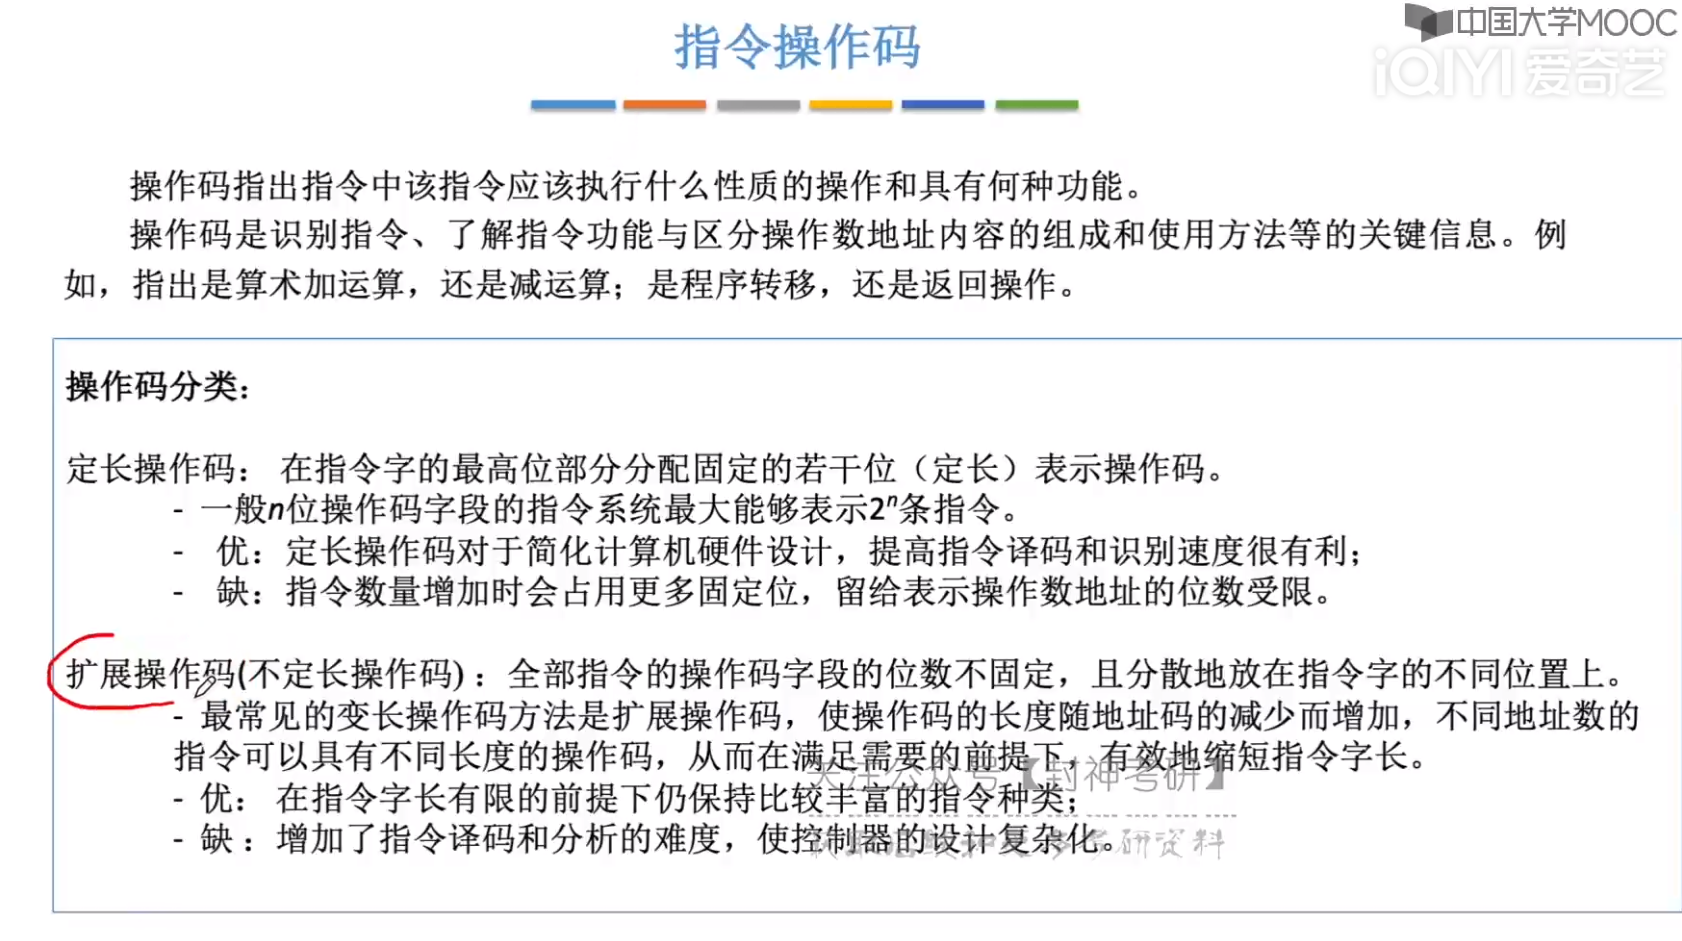 中国大学MOOC
iQIYI 爱奇艺
指令操作码
操作码指出指令中该指令应该执行什么性质的操作和具有何种功能。
操作码是识别指令、了解指令功能与区分操作数地址内容的组成和使用方法等的关键信息。例
如，指出是算术加运算，还是减运算；是程序转移，还是返回操作。
操作码分类：
定长操作码： 在指令字的最高位部分分配固定的若干位（定长）表示操作码。
- 一般n位操作码字段的指令系统最大能够表示2ⁿ条指令。
- 优：定长操作码对于简化计算机硬件设计，提高指令译码和识别速度很有利；
- 缺：指令数量增加时会占用更多固定位，留给表示操作数地址的位数受限。
扩展操作码(不定长操作码)：全部指令的操作码字段的位数不固定，且分散地放在指令字的不同位置上。
- 最常见的变长操作码方法是扩展操作码，使操作码的长度随地址码的减少而增加，不同地址数的
指令可以具有不同长度的操作码，从而在满足需要的前提下，有效地缩短指令字长。
关注公众号【封神考研】
- 优： 在指令字长有限的前提下仍保持比较丰富的指令种类；
- 缺：增加了指令译码和分析的难度，使控制器的设计复杂化。
考研资料